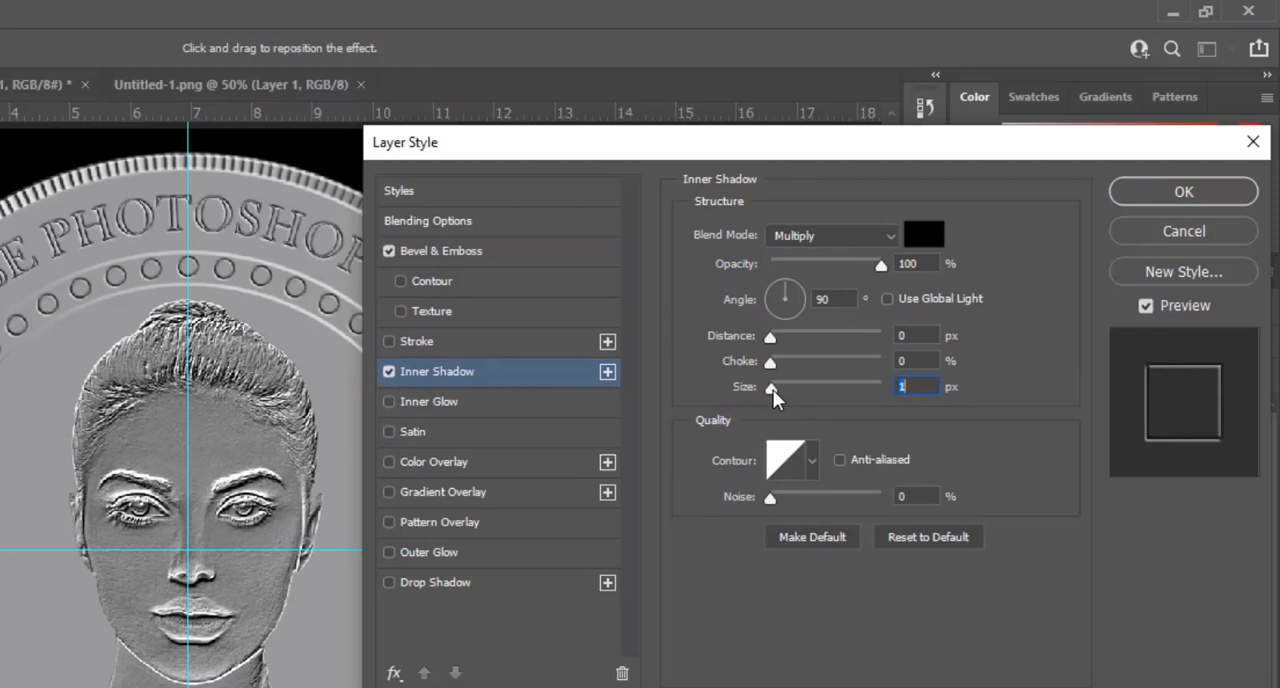 Click and drag to reposition the effect.
1, RGB/8#) * × Untitled-1.png @ 50% (Layer 1, RGB/8) ×
4 5 6 7 8 9 10 11 12 13 14 15 16 17 18
Color Swatches Gradients Patterns
Layer Style
SE PHOTOSHOP
Styles
Blending Options
Bevel & Emboss
Contour
Texture
Stroke
Inner Shadow
Inner Glow
Satin
Color Overlay
Gradient Overlay
Pattern Overlay
Outer Glow
Drop Shadow
fx
Inner Shadow
Structure
Blend Mode: Multiply
Opacity: 100 %
Angle: 90 ° Use Global Light
Distance: 0 px
Choke: 0 %
Size: 1 px
Quality
Contour: Anti-aliased
Noise: 0 %
Make Default Reset to Default
OK
Cancel
New Style...
Preview